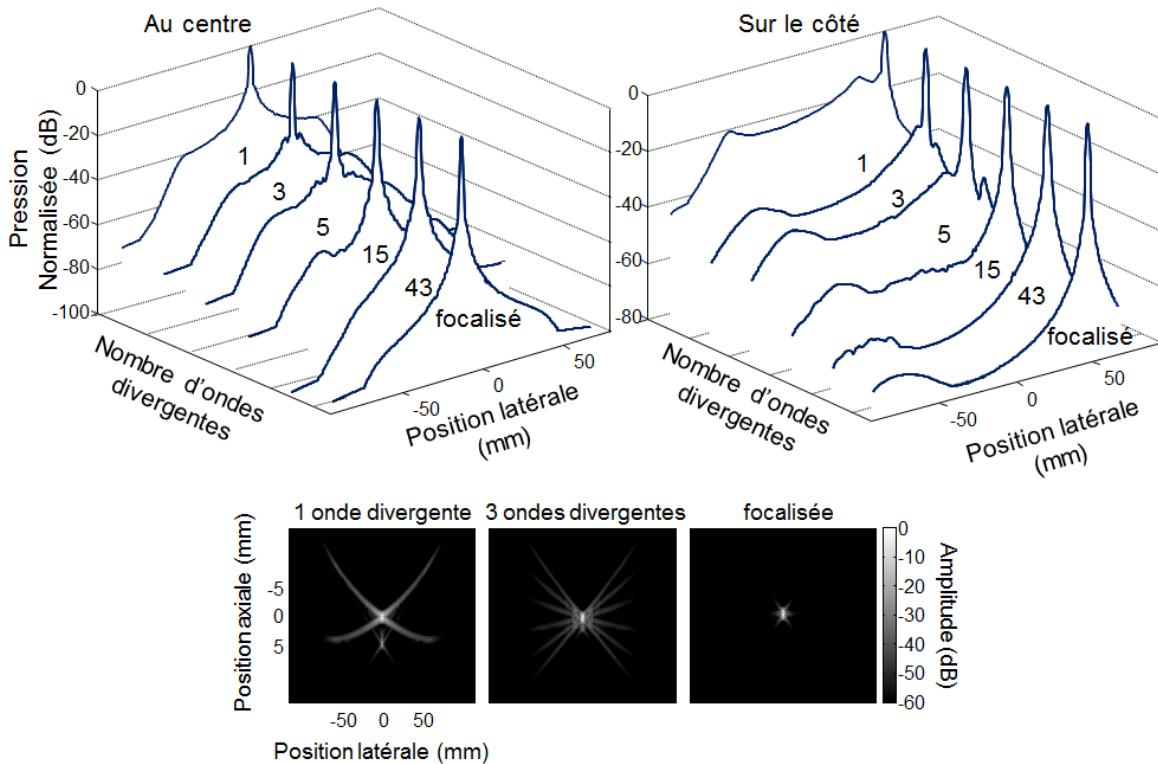 Au centre
0
-20
-40
-60
-80
-100
Pression
Normalisée (dB)
1
3
5
15
43
focalisé
Nombre d'ondes
divergentes
-50
0
50
Position latérale
(mm)
Sur le côté
0
-20
-40
-60
-80
1
3
5
15
43
focalisé
Nombre d'ondes
divergentes
-50
0
50
Position latérale
(mm)
1 onde divergente
3 ondes divergentes
focalisée
Position axiale (mm)
-5
0
5
-50 0 50
Position latérale (mm)
0
-10
-20
-30
-40
-50
-60
Amplitude (dB)